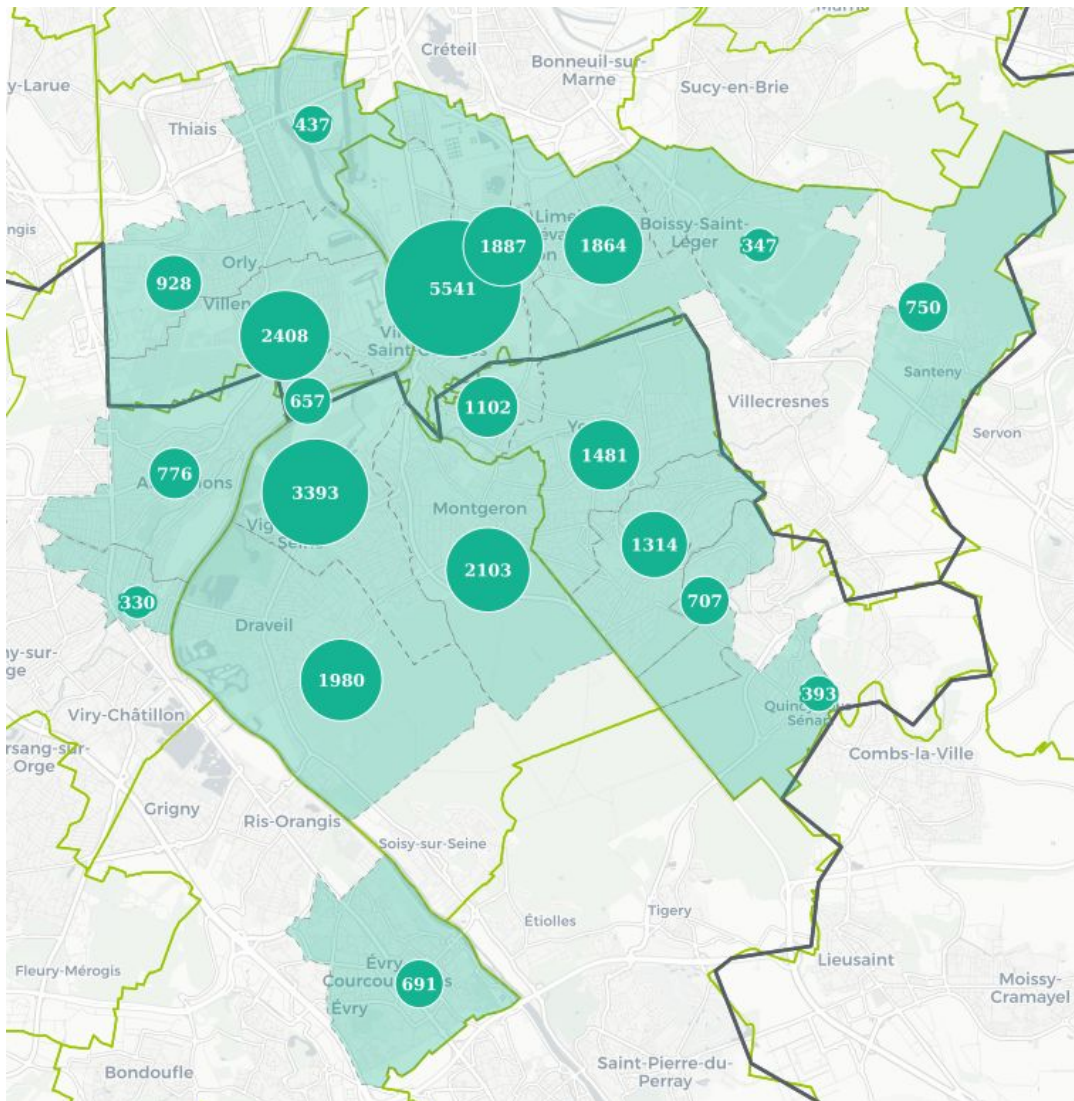 Créteil
Bonneuil-sur-
Marne
Sucy-en-Brie
y-Larue
Thiais
437
Boissy-Saint-
Léger
1887
1864
347
Orly
928
5541
750
2408
Santeny
657
1102
Villecresnes
Servon
776
3393
1481
Montgeron
1314
2103
707
330
Draveil
ny-sur-
ge
1980
393
Viry-Châtillon
Combs-la-Ville
Orge
Grigny
Ris-Orangis
Soisy-sur-Seine
Étiolles
Tigery
Fleury-Mérogis
Évry
691
Évry
Lieusaint
Moissy-
Cramayel
Bondoufle
Saint-Pierre-du-
Perray